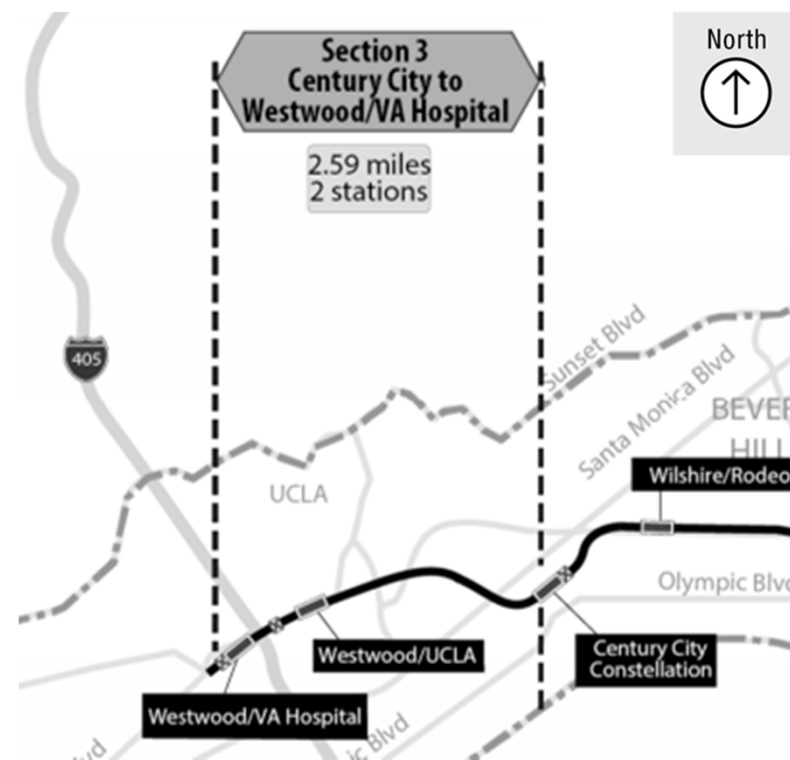 Section 3
Century City to
Westwood/VA Hospital
North
2.59 miles
2 stations
405
Sunset Blvd
Santa Monica Blvd
UCLA
Wilshire/Rodeo
Olympic
Westwood/UCLA
Century City
Constellation
Westwood/VA Hospital
Blvd